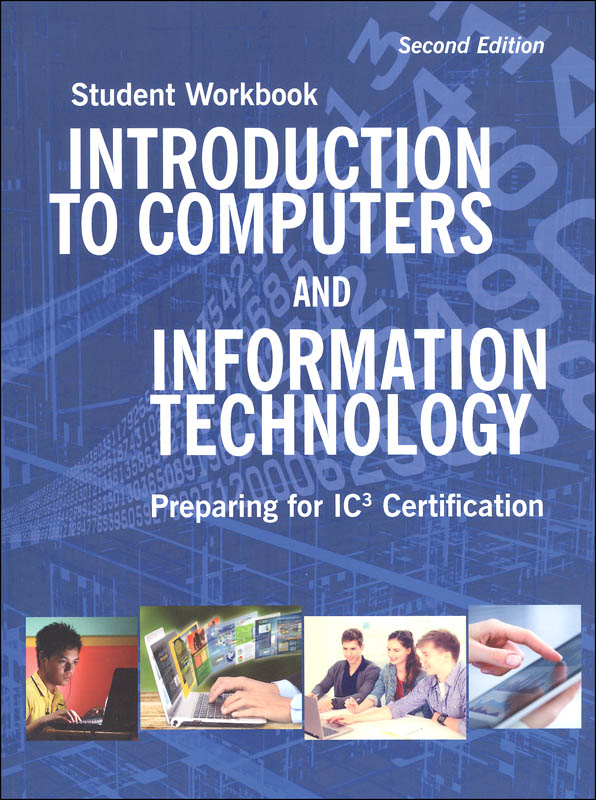 Second Edition
Student Workbook
INTRODUCTION
TO COMPUTERS
AND
INFORMATION
TECHNOLOGY
Preparing for IC³ Certification